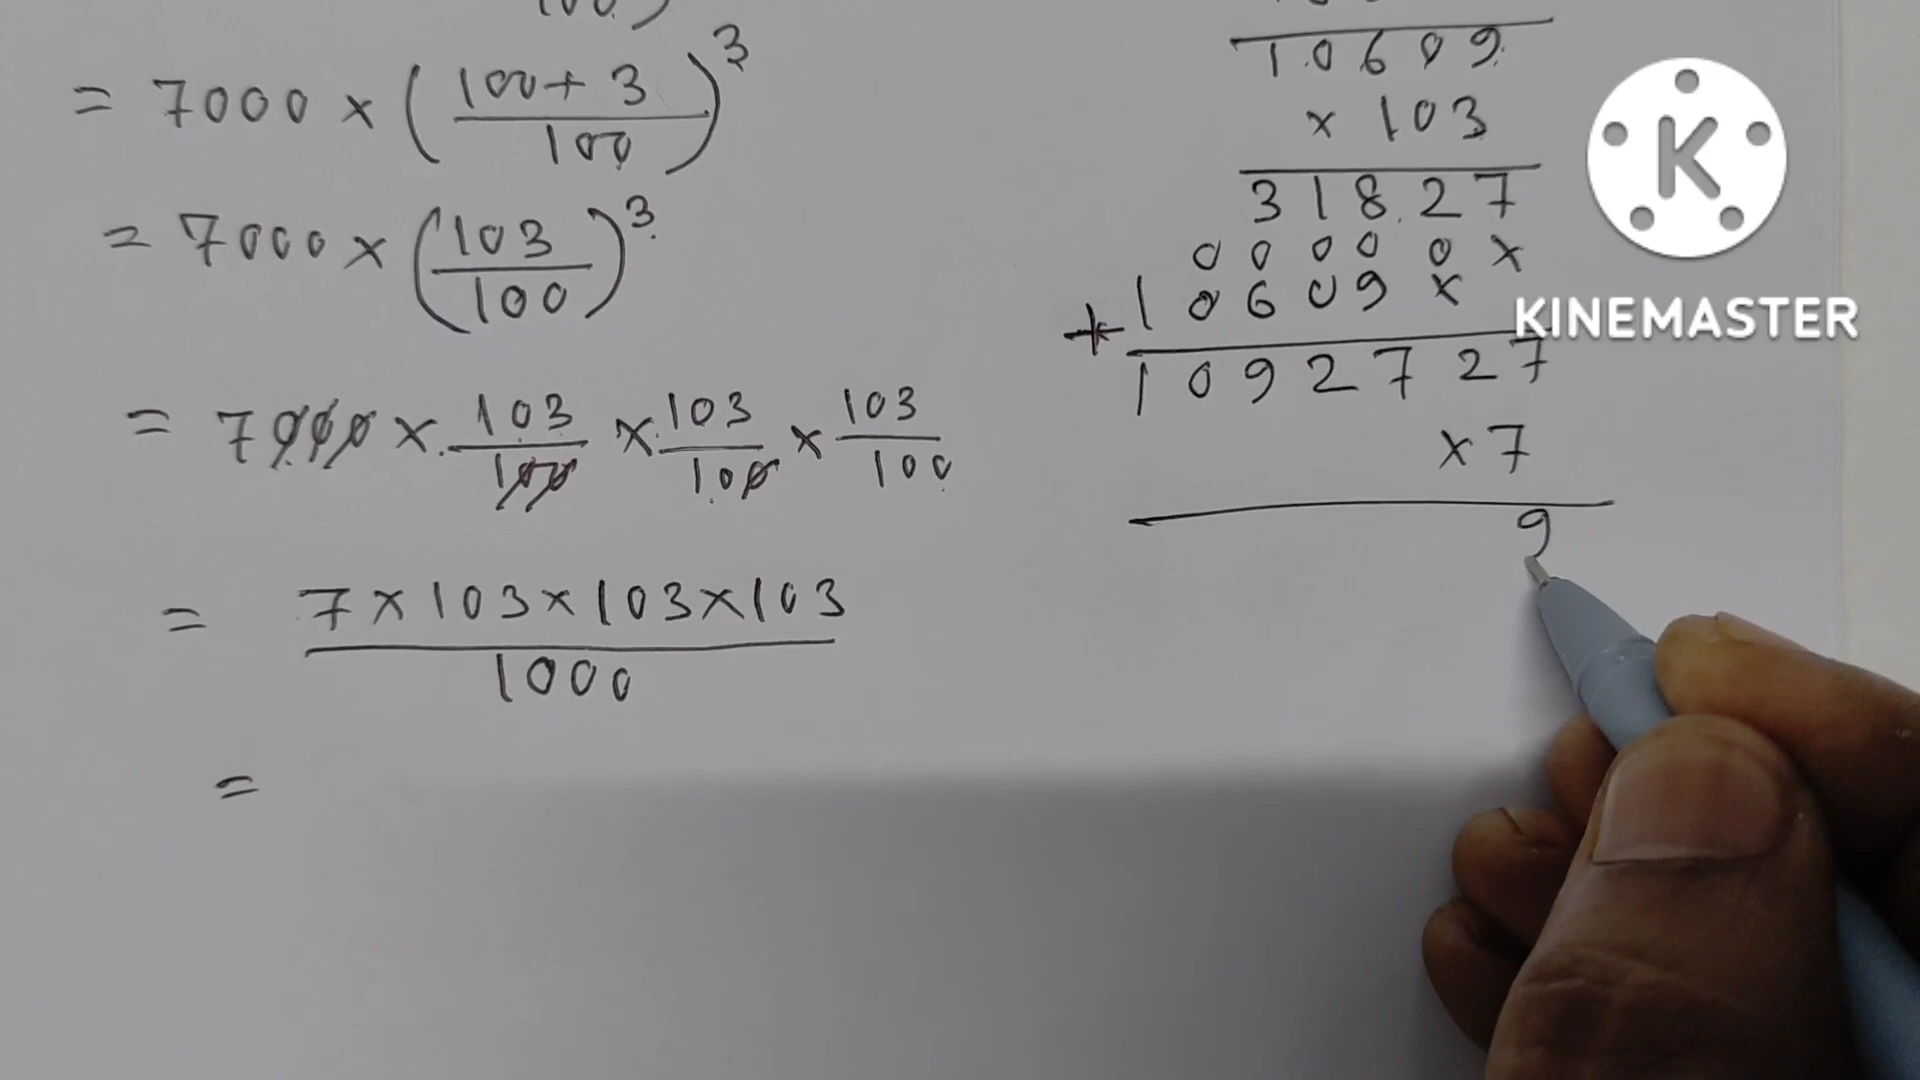 = 7000 × (100+3/100)^3
= 7000 × (103/100)^3
= 7000 × 103/100 × 103/100 × 103/100
= 7×103×103×103/1000
=
10609
× 103
31827
00000×
+10609××
1092727
×7
9
K
KINEMASTER